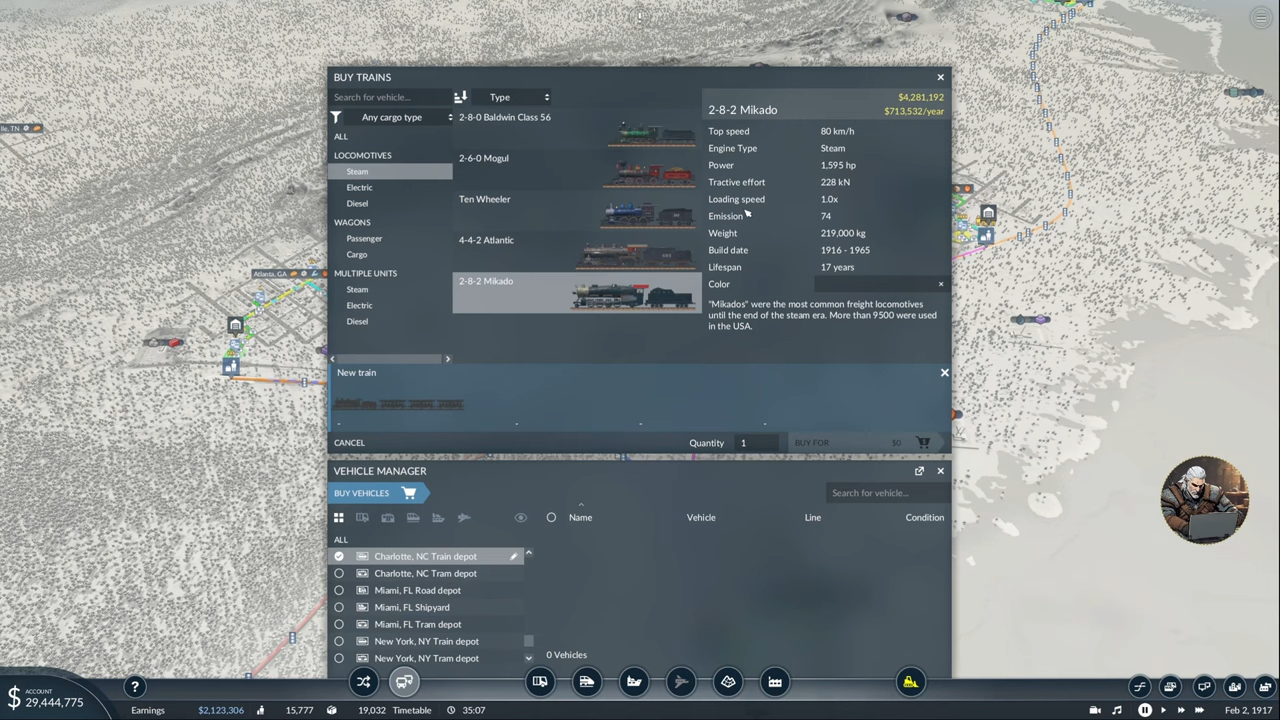 lle, TN
Atlanta, GA
BUY TRAINS
Search for vehicle...
Type
Any cargo type
ALL
LOCOMOTIVES
Steam
Electric
Diesel
WAGONS
Passenger
Cargo
MULTIPLE UNITS
Steam
Electric
Diesel
2-8-0 Baldwin Class 56
2-6-0 Mogul
Ten Wheeler
4-4-2 Atlantic
2-8-2 Mikado
$4,281,192
2-8-2 Mikado
$713,532/year
Top speed 80 km/h
Engine Type Steam
Power 1,595 hp
Tractive effort 228 kN
Loading speed 1.0x
Emission 74
Weight 219,000 kg
Build date 1916 - 1965
Lifespan 17 years
Color
"Mikados" were the most common freight locomotives
until the end of the steam era. More than 9500 were used
in the USA.
New train
- - - -
CANCEL
Quantity 1
BUY FOR $0
VEHICLE MANAGER
BUY VEHICLES
Search for vehicle...
Name Vehicle Line Condition
ALL
Charlotte, NC Train depot
Charlotte, NC Tram depot
Miami, FL Road depot
Miami, FL Shipyard
Miami, FL Tram depot
New York, NY Train depot
New York, NY Tram depot
0 Vehicles
$ ACCOUNT
29,444,775
?
Earnings $2,123,306 15,777 19,032 Timetable 35:07
Feb 2, 1917